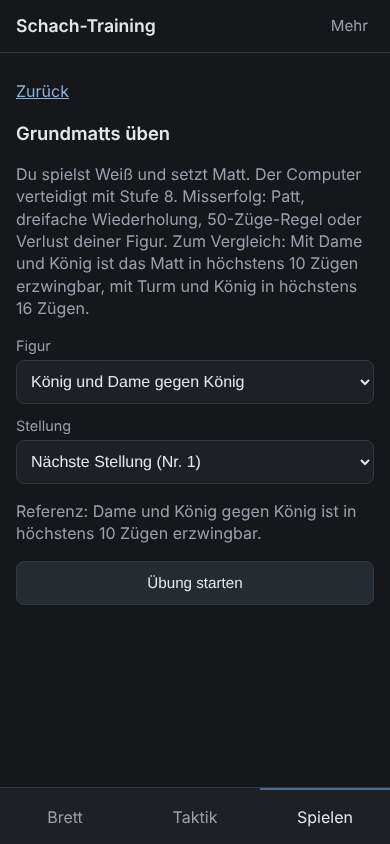 Schach-Training
Mehr
Zurück
Grundmatts üben
Du spielst Weiß und setzt Matt. Der Computer
verteidigt mit Stufe 8. Misserfolg: Patt,
dreifache Wiederholung, 50-Züge-Regel oder
Verlust deiner Figur. Zum Vergleich: Mit Dame
und König ist das Matt in höchstens 10 Zügen
erzwingbar, mit Turm und König in höchstens
16 Zügen.
Figur
König und Dame gegen König
Stellung
Nächste Stellung (Nr. 1)
Referenz: Dame und König gegen König ist in
höchstens 10 Zügen erzwingbar.
Übung starten
Brett
Taktik
Spielen